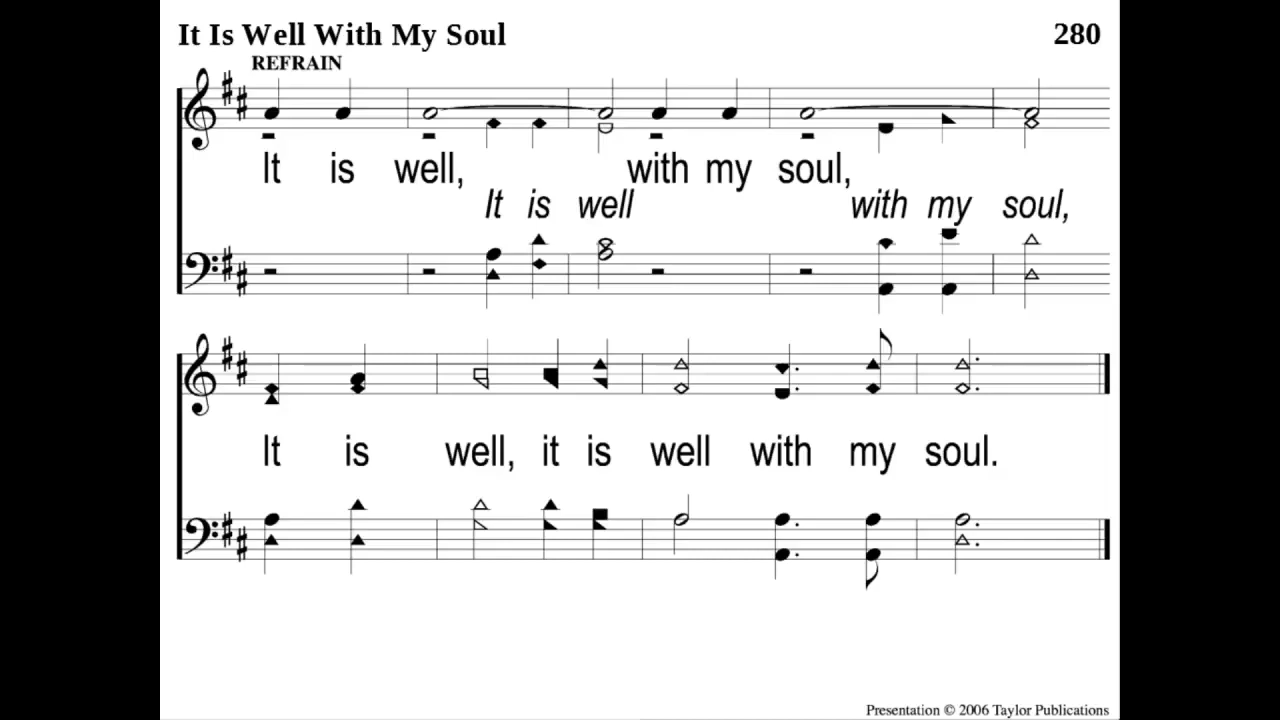 It Is Well With My Soul 280
REFRAIN
It is well, with my soul,
It is well with my soul,
It is well, it is well with my soul.
Presentation © 2006 Taylor Publications